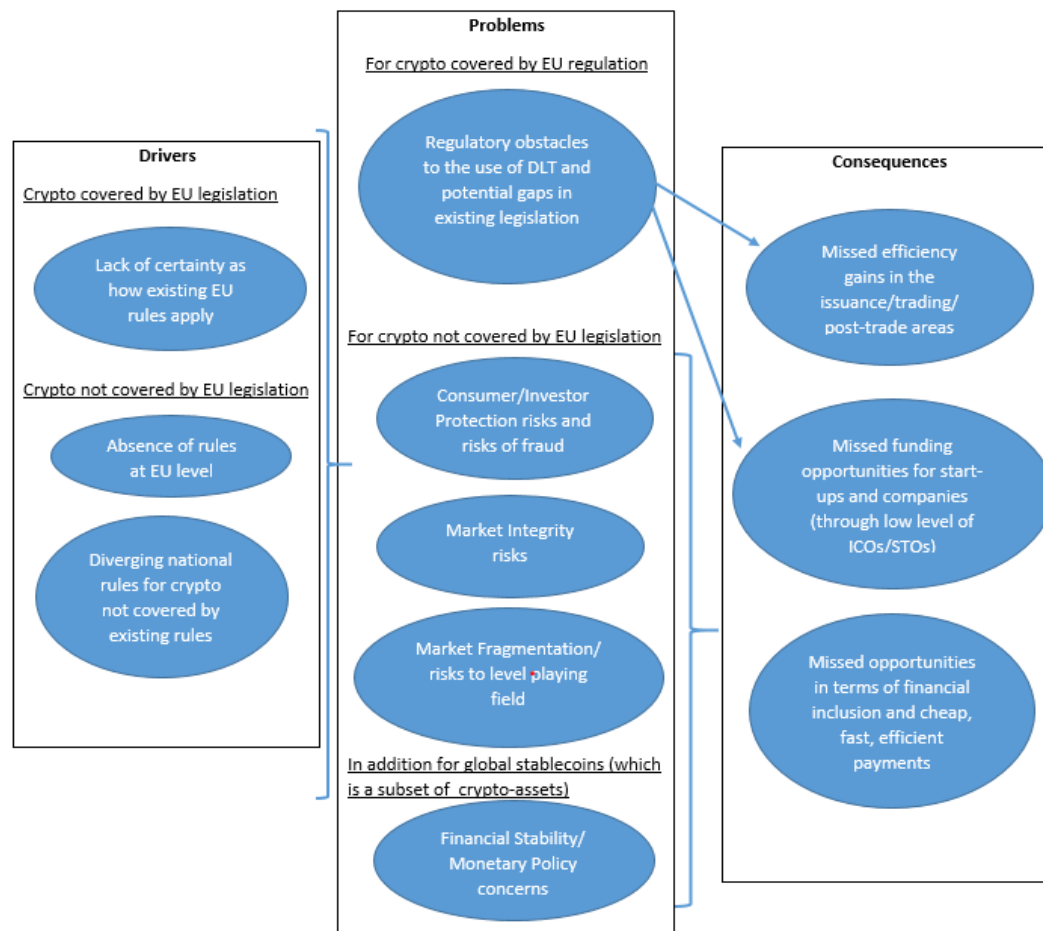 Drivers
Crypto covered by EU legislation
Lack of certainty as
how existing EU
rules apply
Crypto not covered by EU legislation
Absence of rules
at EU level
Diverging national
rules for crypto
not covered by
existing rules
Problems
For crypto covered by EU regulation
Regulatory obstacles
to the use of DLT and
potential gaps in
existing legislation
For crypto not covered by EU legislation
Consumer/Investor
Protection risks and
risks of fraud
Market Integrity
risks
Market Fragmentation/
risks to level playing
field
In addition for global stablecoins (which
is a subset of crypto-assets)
Financial Stability/
Monetary Policy
concerns
Consequences
Missed efficiency
gains in the
issuance/trading/
post-trade areas
Missed funding
opportunities for start-
ups and companies
(through low level of
ICOs/STOs)
Missed opportunities
in terms of financial
inclusion and cheap,
fast, efficient
payments